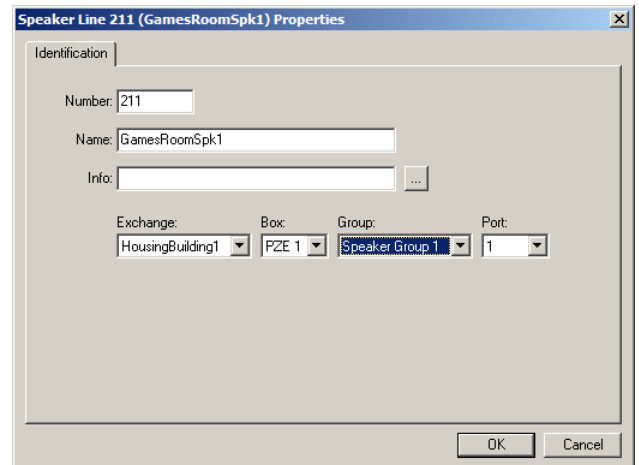 Speaker Line 211 (GamesRoomSpk1) Properties
Identification
Number: 211
Name: GamesRoomSpk1
Info: ...
Exchange: Box: Group: Port:
HousingBuilding1 PZE 1 Speaker Group 1 1
OK Cancel